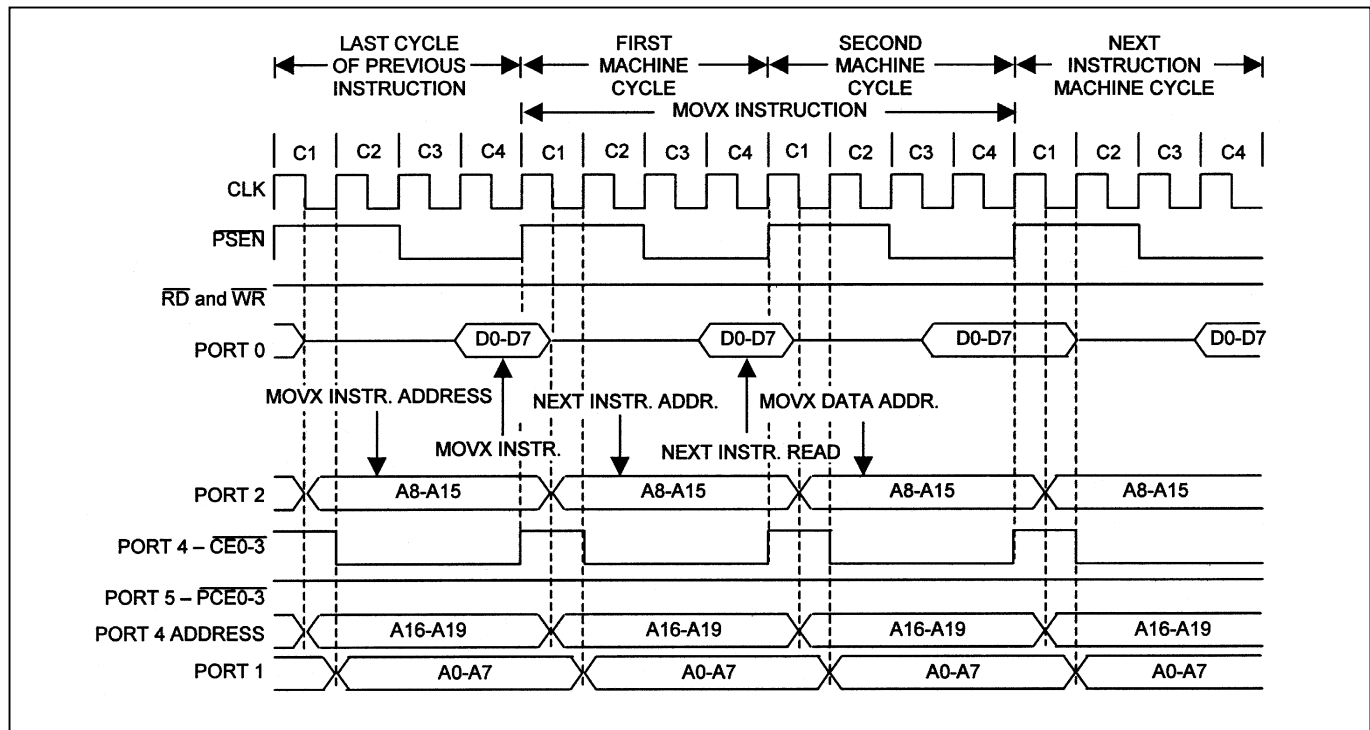 LAST CYCLE OF PREVIOUS INSTRUCTION
FIRST MACHINE CYCLE
SECOND MACHINE CYCLE
NEXT INSTRUCTION MACHINE CYCLE
MOVX INSTRUCTION
C1 C2 C3 C4 C1 C2 C3 C4 C1 C2 C3 C4 C1 C2 C3 C4
CLK
PSEN
RD and WR
PORT 0 D0-D7 D0-D7 D0-D7 D0-D7
MOVX INSTR. ADDRESS
NEXT INSTR. ADDR.
MOVX DATA ADDR.
MOVX INSTR.
NEXT INSTR. READ
PORT 2 A8-A15 A8-A15 A8-A15 A8-A15
PORT 4 – CE0-3
PORT 5 – PCE0-3
PORT 4 ADDRESS A16-A19 A16-A19 A16-A19 A16-A19
PORT 1 A0-A7 A0-A7 A0-A7 A0-A7